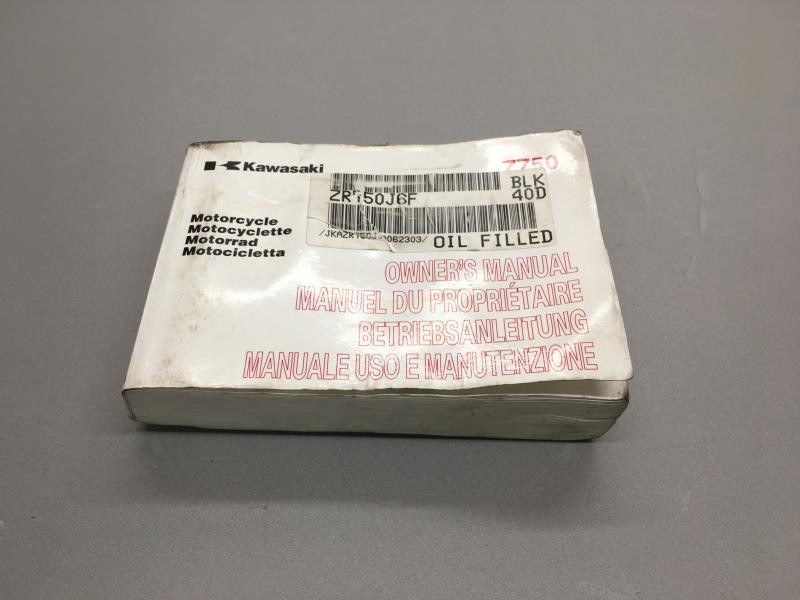 Kawasaki
Z750
BLK
ZR750J6F 40D
OIL FILLED
Motorcycle
Motocyclette
Motorrad
Motocicletta
OWNER'S MANUAL
MANUEL DU PROPRIÉTAIRE
BETRIEBSANLEITUNG
MANUALE USO E MANUTENZIONE